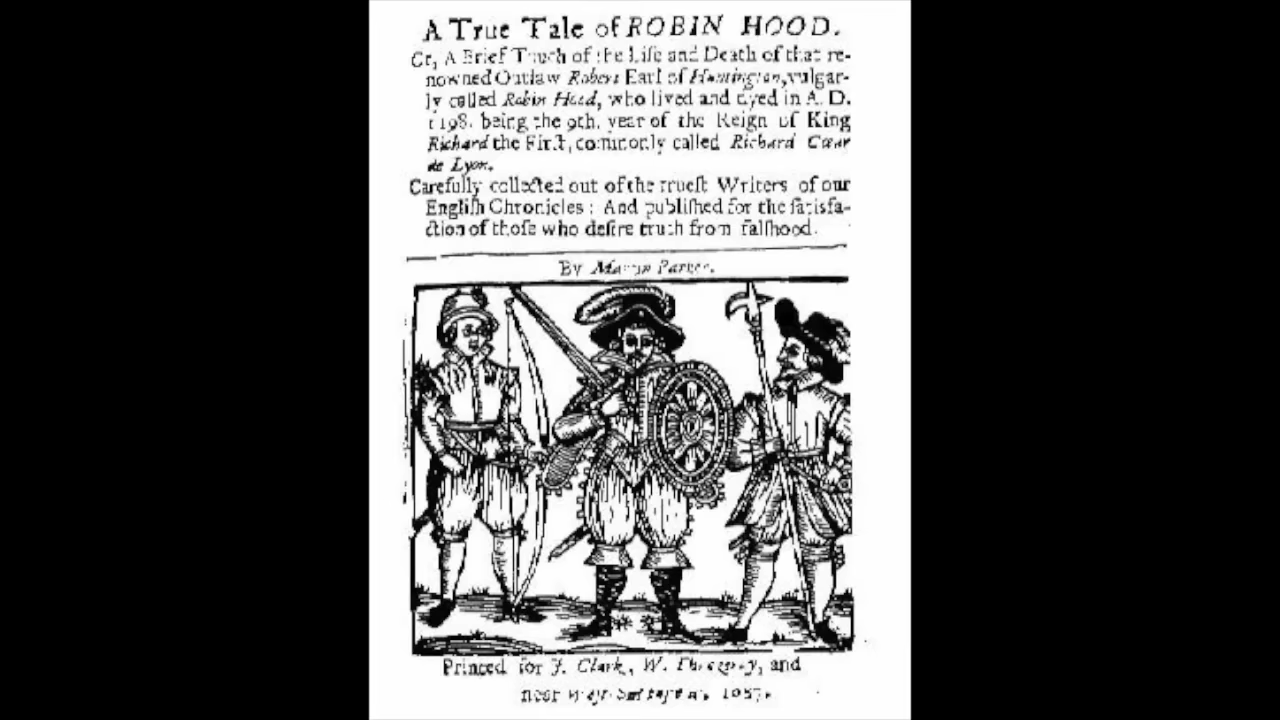 A True Tale of ROBIN HOOD.
Or, A Brief Touch of the Life and Death of that re-
nowned Outlaw Robert Earl of Huntington, vulgar-
ly called Robin Hood, who lived and dyed in A. D.
1198. being the 9th. year of the Reign of King
Richard the Firſt, commonly called Richard Cœur
de Lyon.
Carefully collected out of the trueſt Writers of our
Engliſh Chronicles : And publiſhed for the ſatisfa-
ction of thoſe who deſire truth from falſhood.
By Martin Parker.
Printed for J. Clark, W. and
near